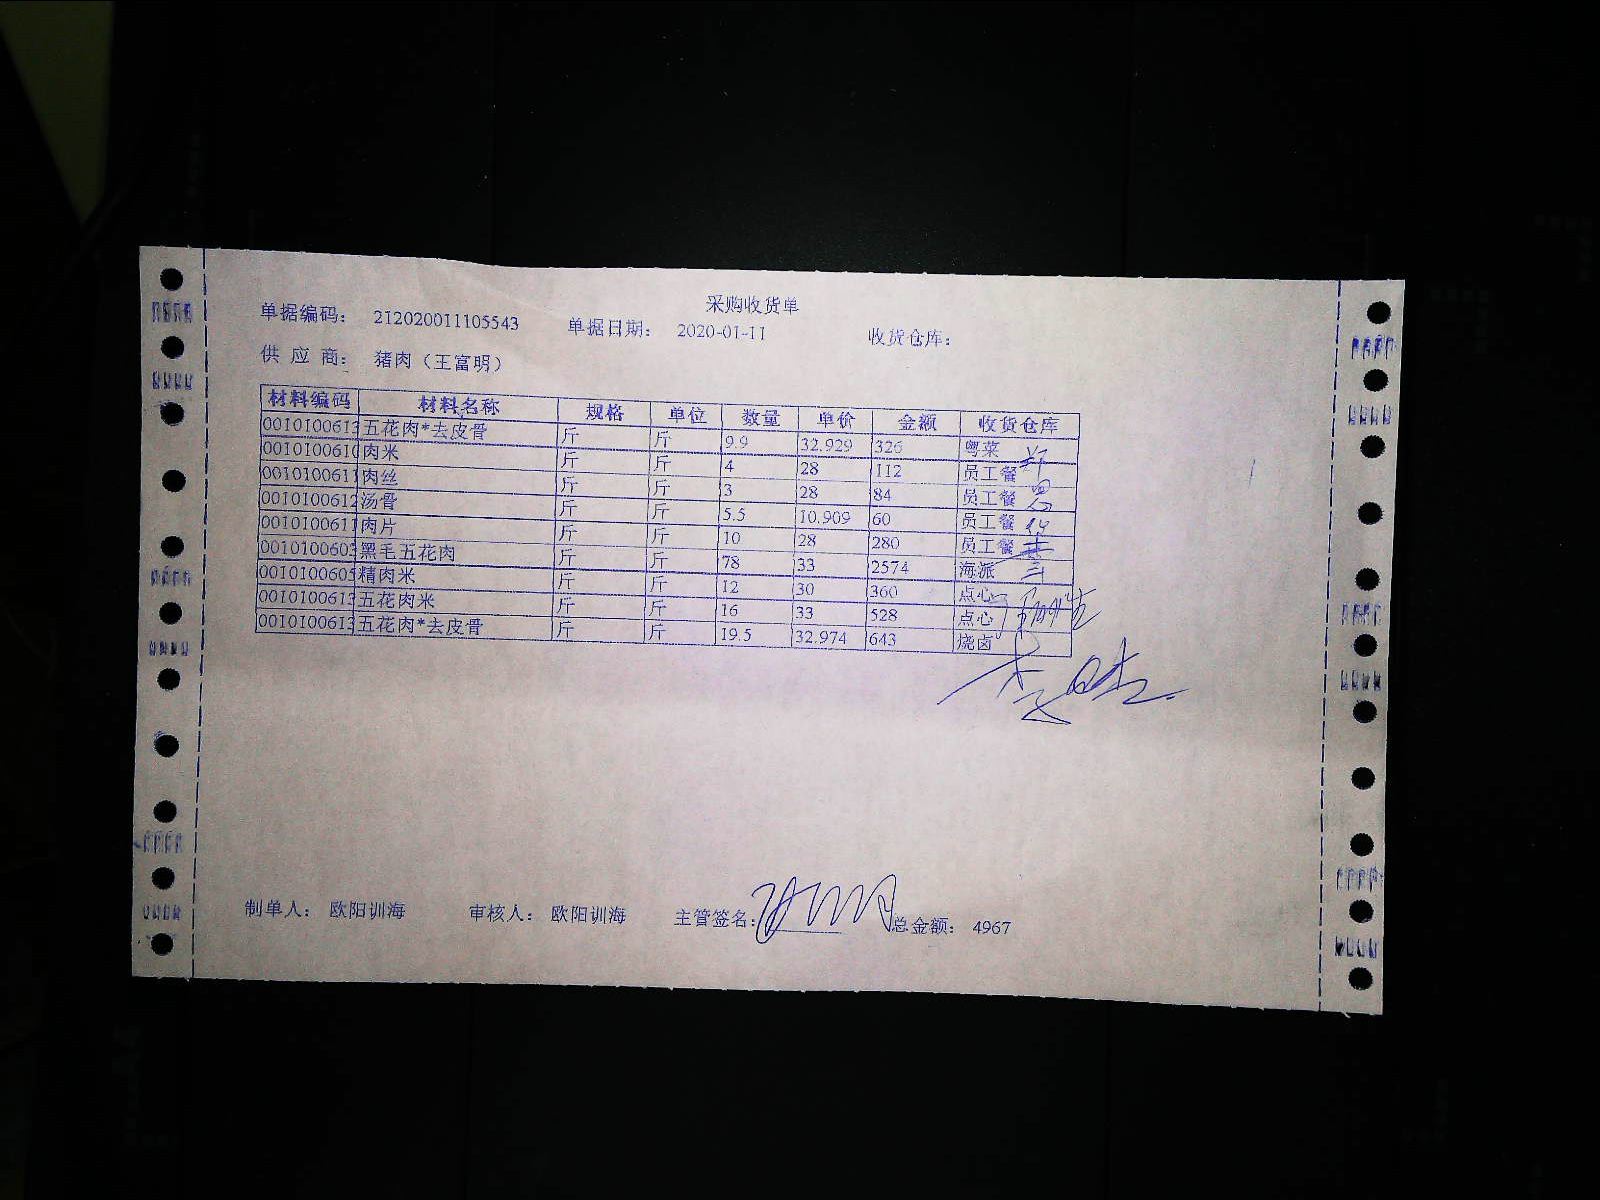 采购收货单
单据编码： 212020011105543 单据日期： 2020-01-11 收货仓库：
供 应 商： 猪肉（王富明）
材料编码 材料名称 规格 单位 数量 单价 金额 收货仓库
0010100613 五花肉*去皮骨 斤 斤 9.9 32.929 326 粤菜
0010100610 肉米 斤 斤 4 28 112 员工餐
0010100611 肉丝 斤 斤 3 28 84 员工餐
0010100612 汤骨 斤 斤 5.5 10.909 60 员工餐
0010100611 肉片 斤 斤 10 28 280 员工餐
0010100603 黑毛五花肉 斤 斤 78 33 2574 海派
0010100605 精肉米 斤 斤 12 30 360 点心
0010100613 五花肉米 斤 斤 16 33 528 点心
0010100613 五花肉*去皮骨 斤 斤 19.5 32.974 643 烧卤
制单人： 欧阳训海 审核人： 欧阳训海 主管签名： 总金额： 4967